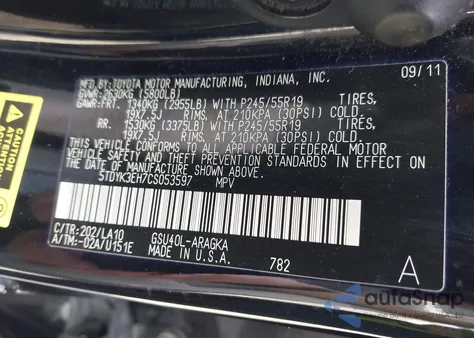 MFD. BY: TOYOTA MOTOR MANUFACTURING, INDIANA, INC. 09/11
GVWR: 2630KG (5800LB)
GAWR: FRT. 1340KG (2955LB) WITH P245/55R19 TIRES,
19X7.5J RIMS, AT 210KPA (30PSI) COLD.
RR. 1530KG (3375LB) WITH P245/55R19 TIRES,
19X7.5J RIMS, AT 210KPA (30PSI) COLD.
THIS VEHICLE CONFORMS TO ALL APPLICABLE FEDERAL MOTOR
VEHICLE SAFETY AND THEFT PREVENTION STANDARDS IN EFFECT ON
THE DATE OF MANUFACTURE SHOWN ABOVE.
5TDYK3EH7CS053597 MPV
C/TR: 202/LA10 GSU40L-ARAGKA
A/TM: -02A/U151E MADE IN U.S.A. 782 A
CAUTION
autoSnap